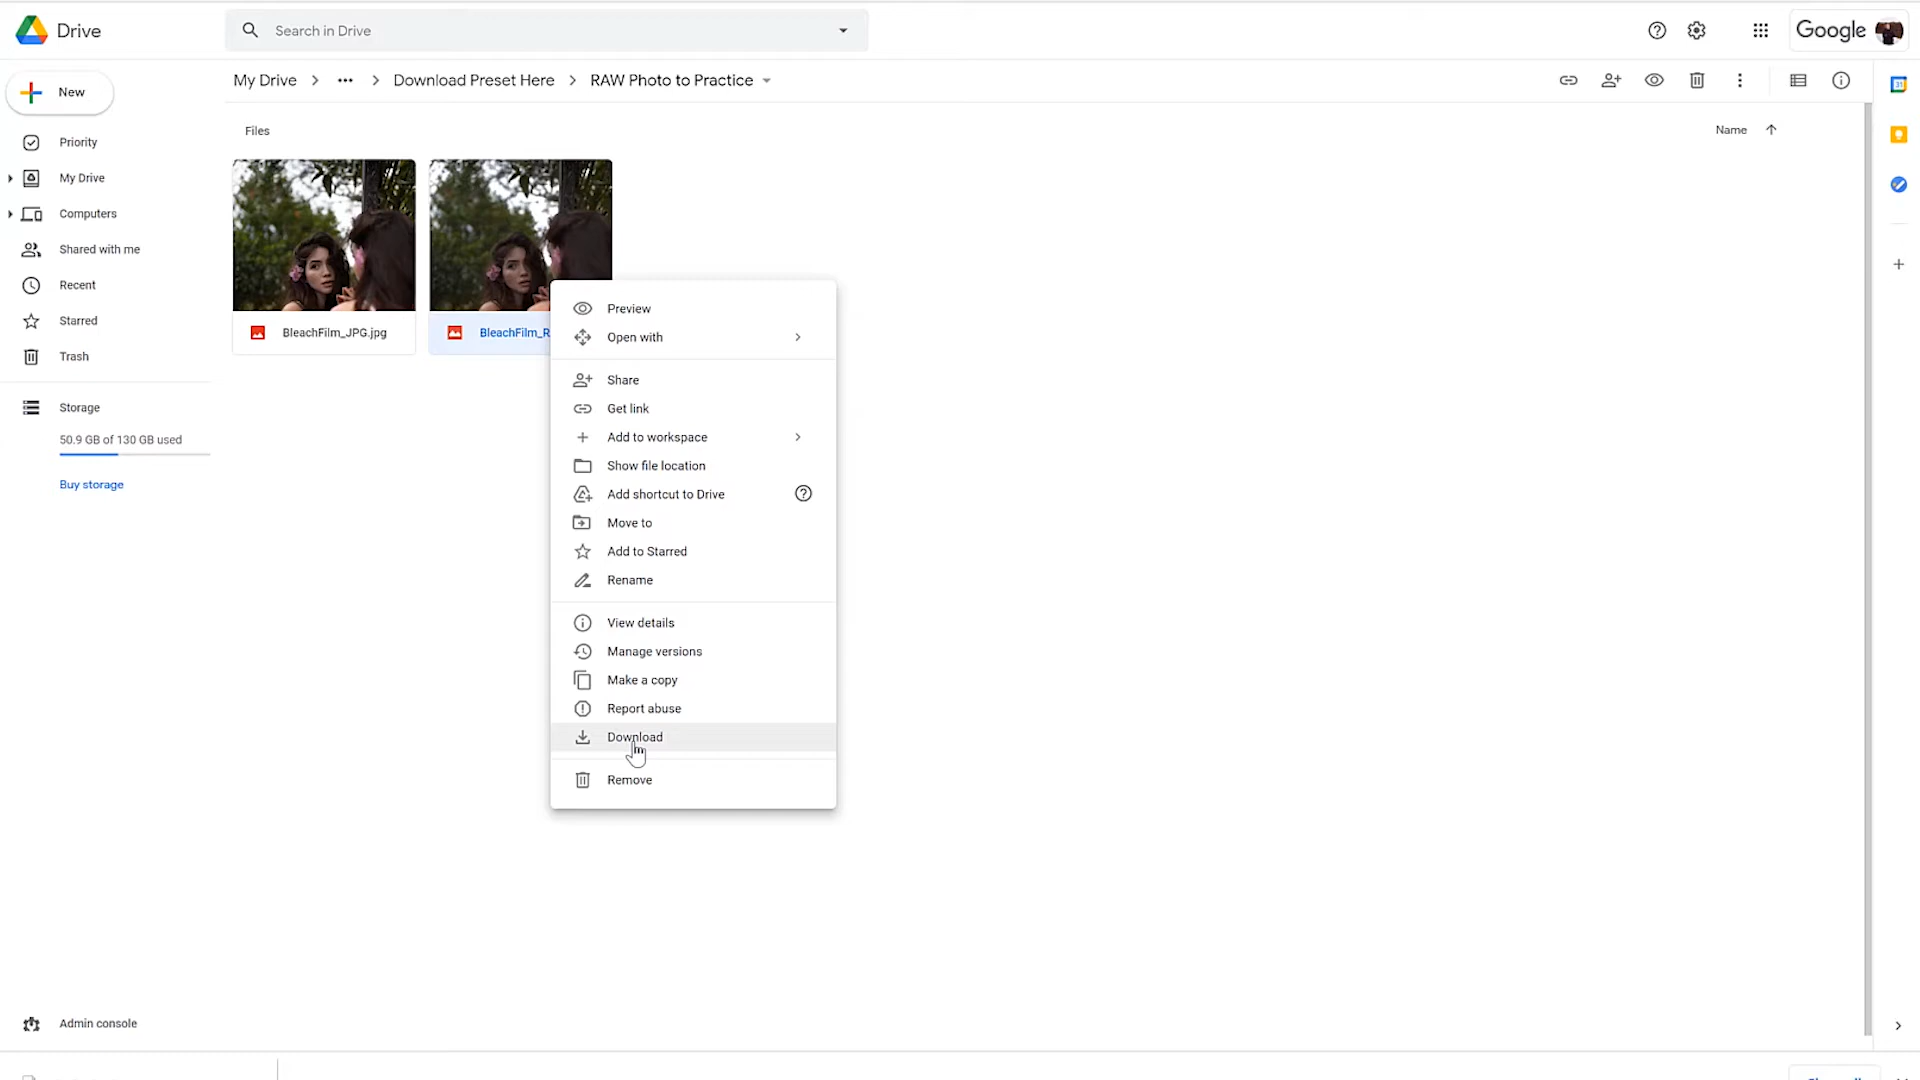 Drive
Search in Drive
Google
New
My Drive
Download Preset Here
RAW Photo to Practice
31
Priority
My Drive
Computers
Shared with me
Recent
Starred
Trash
Storage
50.9 GB of 130 GB used
Buy storage
Admin console
Files
Name
BleachFilm_JPG.jpg
BleachFilm_R
Preview
Open with
Share
Get link
Add to workspace
Show file location
Add shortcut to Drive
Move to
Add to Starred
Rename
View details
Manage versions
Make a copy
Report abuse
Download
Remove